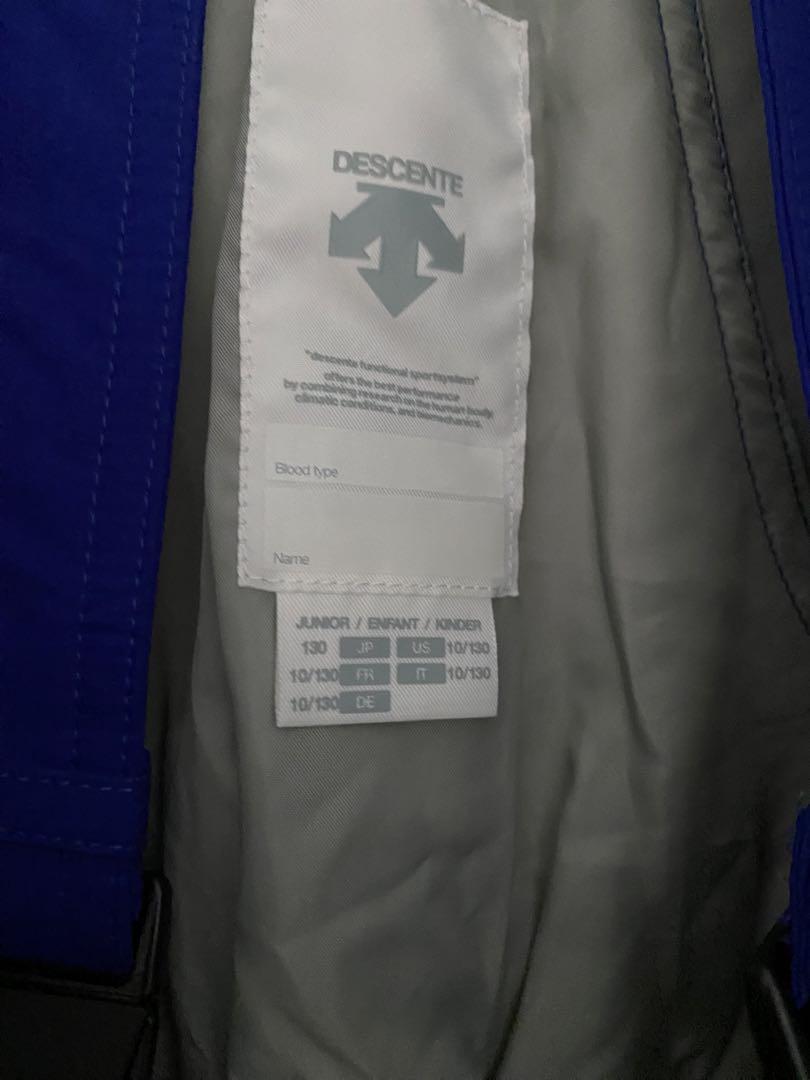 DESCENTE
"descente functional sportsystem"
offers the best performance
by combining research on the human body,
climatic conditions, and biomechanics.
Blood type
Name
JUNIOR / ENFANT / KINDER
130 JP US 10/130
10/130 FR IT 10/130
10/130 DE